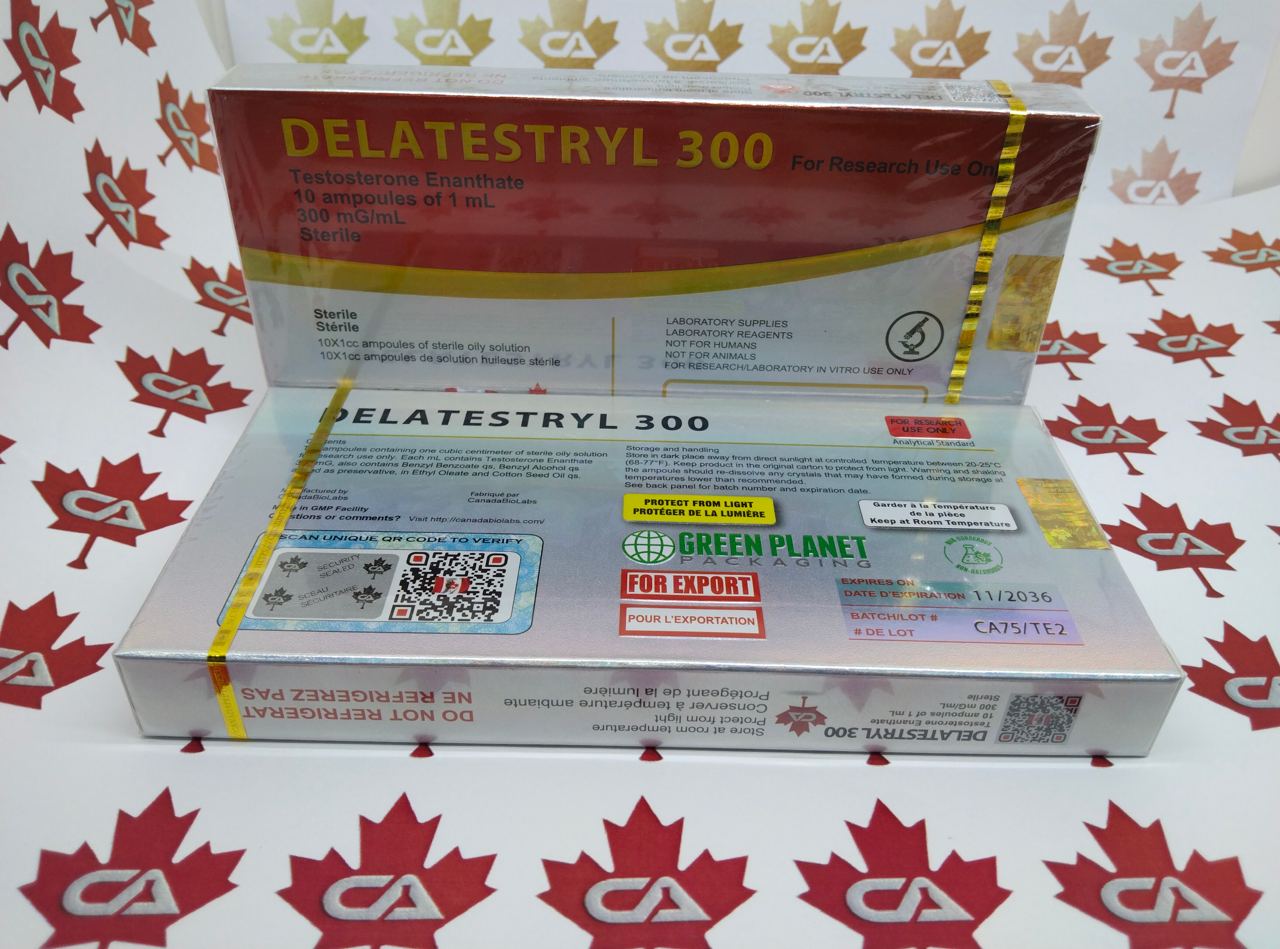 DELATESTRYL 300
For Research Use On
Testosterone Enanthate
10 ampoules of 1 mL
300 mG/mL
Sterile
Sterile
Stérile
10X1cc ampoules of sterile oily solution
10X1cc ampoules de solution huileuse stérile
LABORATORY SUPPLIES
LABORATORY REAGENTS
NOT FOR HUMANS
NOT FOR ANIMALS
FOR RESEARCH/LABORATORY IN VITRO USE ONLY
DELATESTRYL 300
FOR RESEARCH
USE ONLY
Analytical Standard
ampoules containing one cubic centimeter of sterile oily solution
research use only. Each mL contains Testosterone Enanthate
also contains Benzyl Benzoate qs, Benzyl Alcohol qs
as preservative, in Ethyl Oleate and Cotton Seed Oil qs.
Storage and handling
Store in dark place away from direct sunlight at controlled temperature between 20-25°C
(68-77°F). Keep product in the original carton to protect from light. Warming and shaking
the ampoule should re-dissolve any crystals that may have formed during storage at
temperatures lower than recommended.
See back panel for batch number and expiration date.
Fabriqué par
CanadaBioLabs
in GMP Facility
or comments? Visit http://canadabiolabs.com/
SCAN UNIQUE QR CODE TO VERIFY
SECURITY
SEALED
SCEAU
SÉCURITAIRE
PROTECT FROM LIGHT
PROTÉGER DE LA LUMIÈRE
Garder à la Température
de la pièce
Keep at Room Temperature
GREEN PLANET
PACKAGING
FOR EXPORT
POUR L'EXPORTATION
EXPIRES ON
DATE D'EXPIRATION 11/2036
BATCH/LOT #
# DE LOT CA75/TE2
DO NOT REFRIGERAT
NE REFRIGEREZ PAS
Store at room temperature
Protect from light
Conserver à température ambiante
Protégeant de la lumière
DELATESTRYL 300
Testosterone Enanthate
10 ampoules of 1 mL
300 mG/mL
Sterile
CA
CA
CA
CA
CA